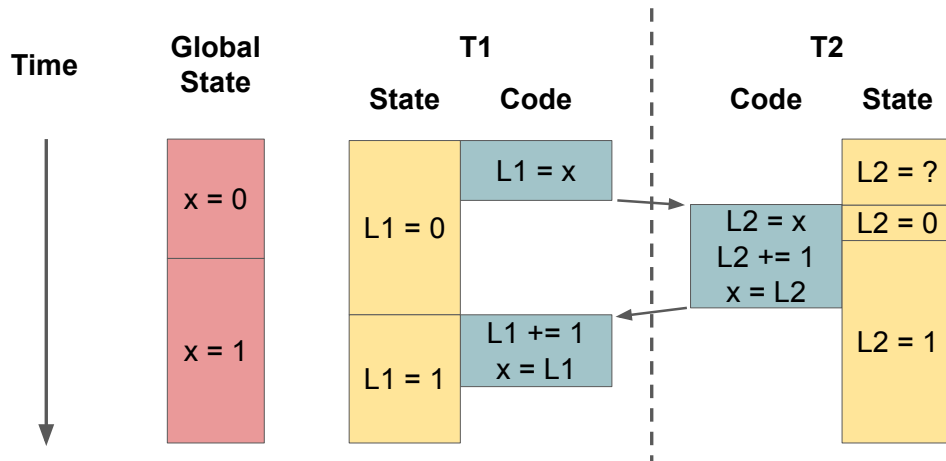 Time
Global
State
T1
T2
State
Code
Code
State
x = 0
x = 1
L1 = 0
L1 = 1
L1 = x
L1 += 1
x = L1
L2 = x
L2 += 1
x = L2
L2 = ?
L2 = 0
L2 = 1